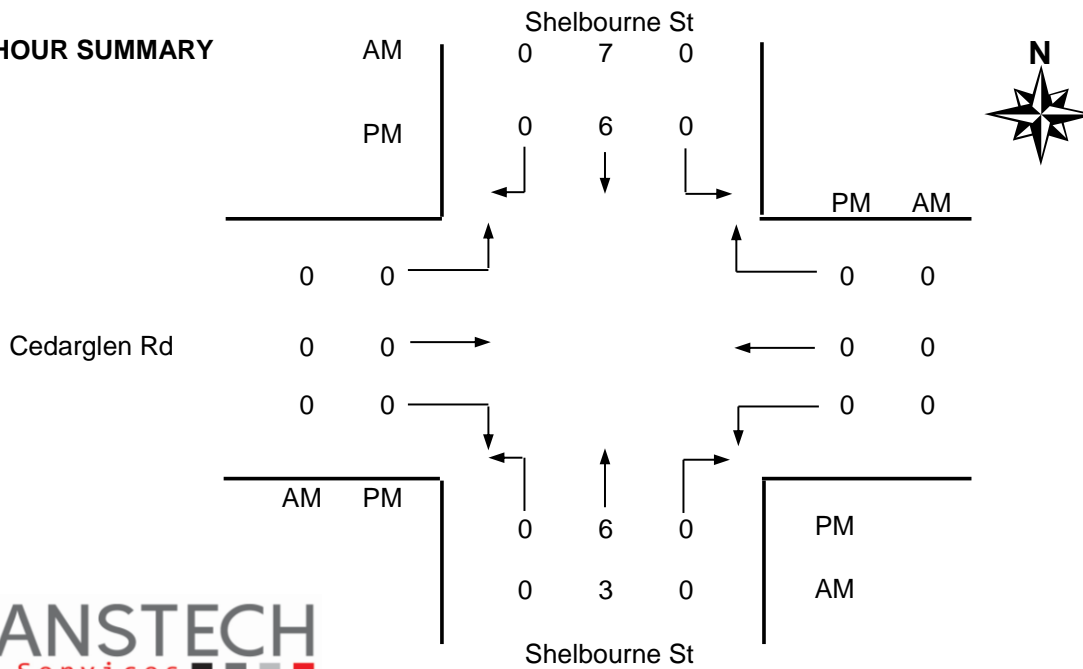 Shelbourne St
HOUR SUMMARY AM 0 7 0
N
PM 0 6 0
PM AM
0 0 0 0
Cedarglen Rd 0 0 0 0
0 0 0 0
AM PM
0 6 0 PM
0 3 0 AM
ANSTECH
Shelbourne St